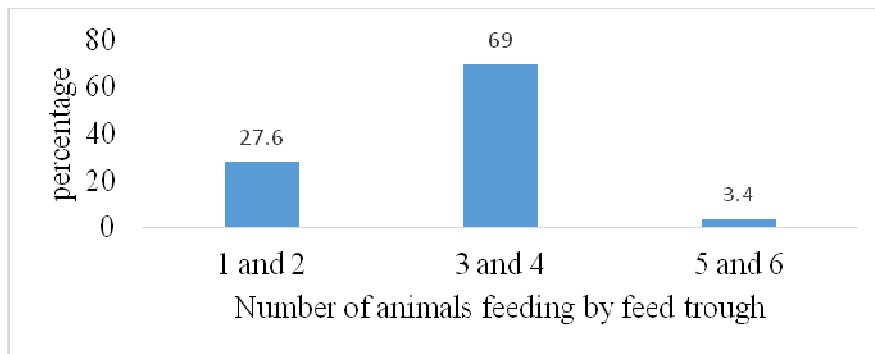 80
69
60
percentage
40
27.6
20
3.4
0
1 and 2
3 and 4
5 and 6
Number of animals feeding by feed trough